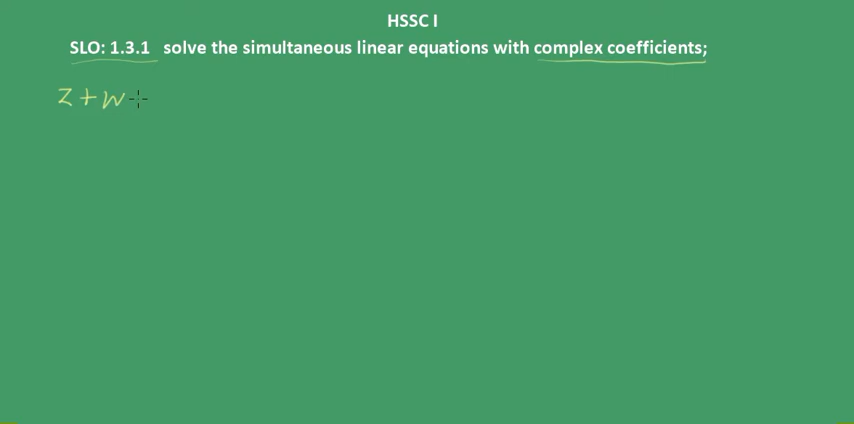 HSSC I
SLO: 1.3.1 solve the simultaneous linear equations with complex coefficients;
z + w